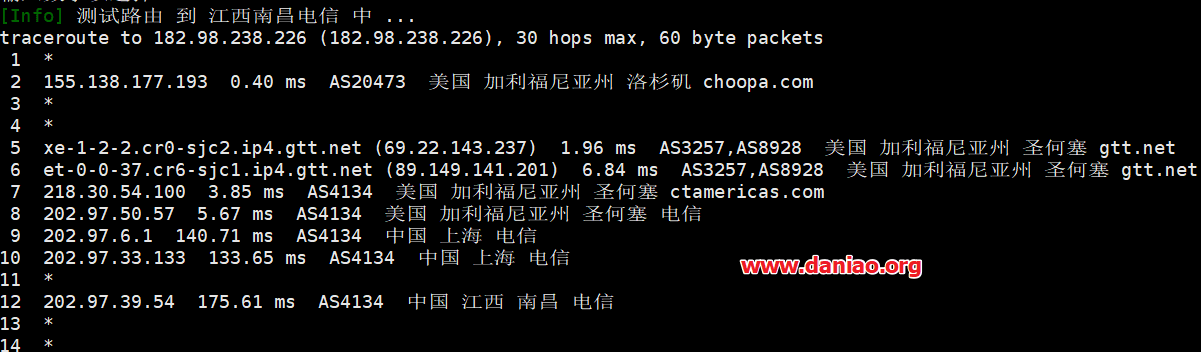 [Info] 测试路由 到 江西南昌电信 中 ...
traceroute to 182.98.238.226 (182.98.238.226), 30 hops max, 60 byte packets
1 *
2 155.138.177.193 0.40 ms AS20473 美国 加利福尼亚州 洛杉矶 choopa.com
3 *
4 *
5 xe-1-2-2.cr0-sjc2.ip4.gtt.net (69.22.143.237) 1.96 ms AS3257,AS8928 美国 加利福尼亚州 圣何塞 gtt.net
6 et-0-0-37.cr6-sjc1.ip4.gtt.net (89.149.141.201) 6.84 ms AS3257,AS8928 美国 加利福尼亚州 圣何塞 gtt.net
7 218.30.54.100 3.85 ms AS4134 美国 加利福尼亚州 圣何塞 ctamericas.com
8 202.97.50.57 5.67 ms AS4134 美国 加利福尼亚州 圣何塞 电信
9 202.97.6.1 140.71 ms AS4134 中国 上海 电信
10 202.97.33.133 133.65 ms AS4134 中国 上海 电信
www.daniao.org
11 *
12 202.97.39.54 175.61 ms AS4134 中国 江西 南昌 电信
13 *
14 *